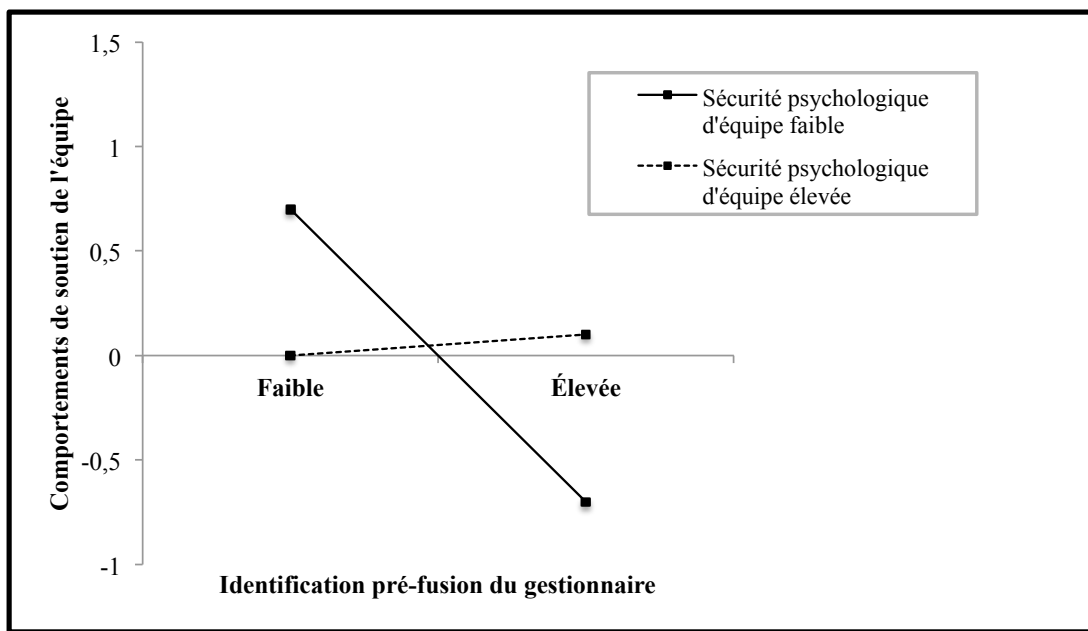 1,5
1
0,5
0
-0,5
-1
Comportements de soutien de l'équipe
Sécurité psychologique
d'équipe faible
Sécurité psychologique
d'équipe élevée
Faible
Élevée
Identification pré-fusion du gestionnaire